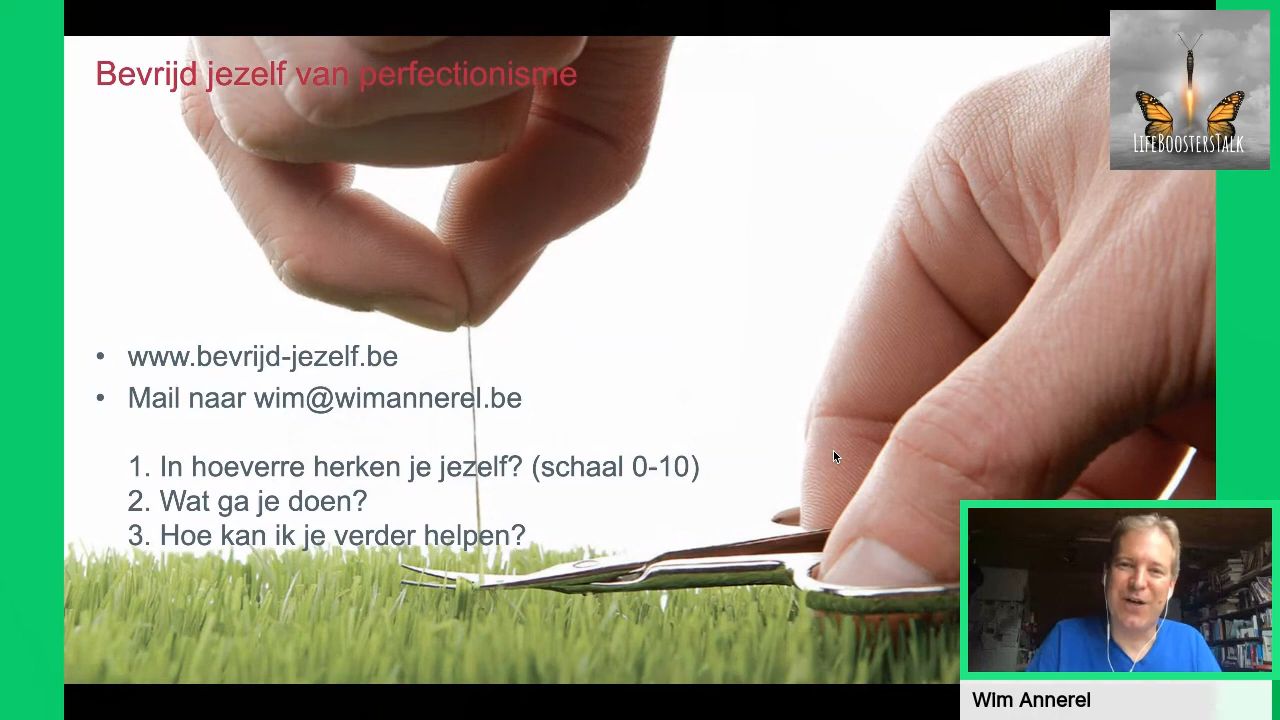 Bevrijd jezelf van perfectionisme
LIFEBOOSTERSTALK
• www.bevrijd-jezelf.be
• Mail naar wim@wimannerel.be
1. In hoeverre herken je jezelf? (schaal 0-10)
2. Wat ga je doen?
3. Hoe kan ik je verder helpen?
Wim Annerel